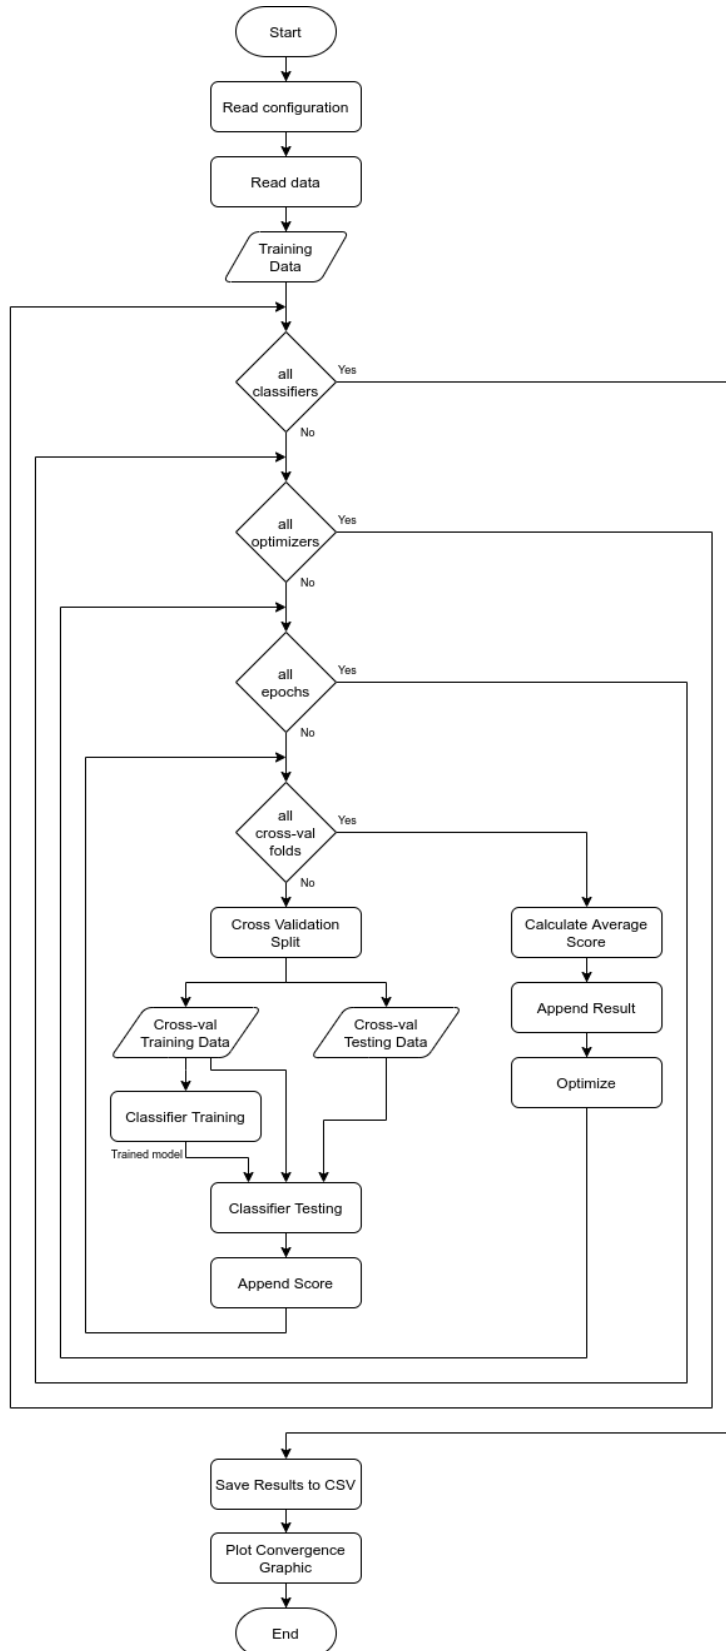 Start
Read configuration
Read data
Training
Data
all
classifiers
Yes
No
all
optimizers
Yes
No
all
epochs
Yes
No
all
cross-val
folds
Yes
No
Cross Validation
Split
Calculate Average
Score
Cross-val
Training Data
Cross-val
Testing Data
Append Result
Optimize
Classifier Training
Trained model
Classifier Testing
Append Score
Save Results to CSV
Plot Convergence
Graphic
End